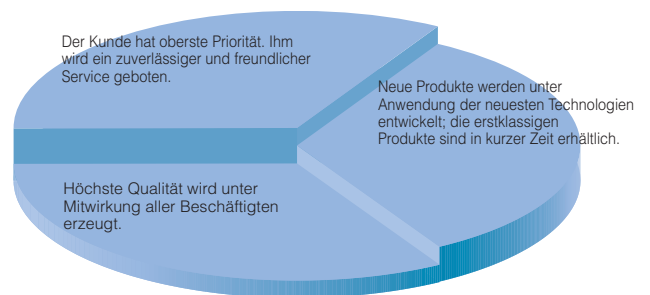 Der Kunde hat oberste Priorität. Ihm
wird ein zuverlässiger und freundlicher
Service geboten.
Neue Produkte werden unter
Anwendung der neuesten Technologien
entwickelt; die erstklassigen
Produkte sind in kurzer Zeit erhältlich.
Höchste Qualität wird unter
Mitwirkung aller Beschäftigten
erzeugt.